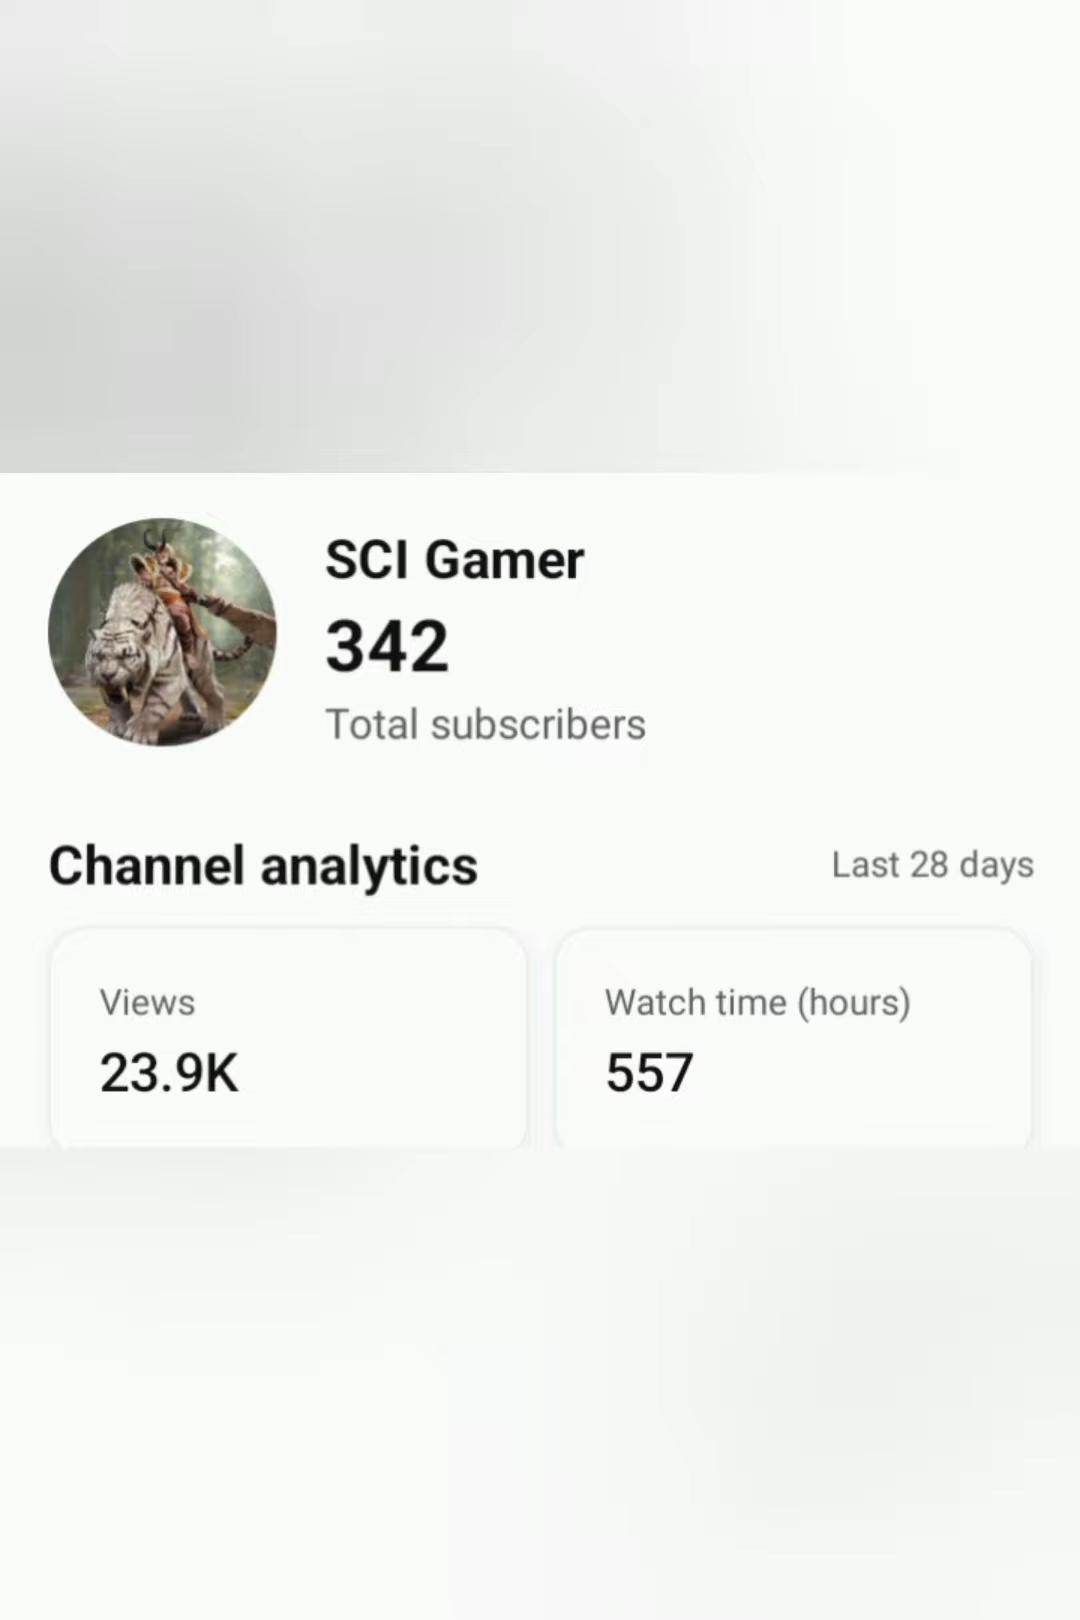 SCI Gamer
342
Total subscribers
Channel analytics
Last 28 days
Views
Watch time (hours)
23.9K
557